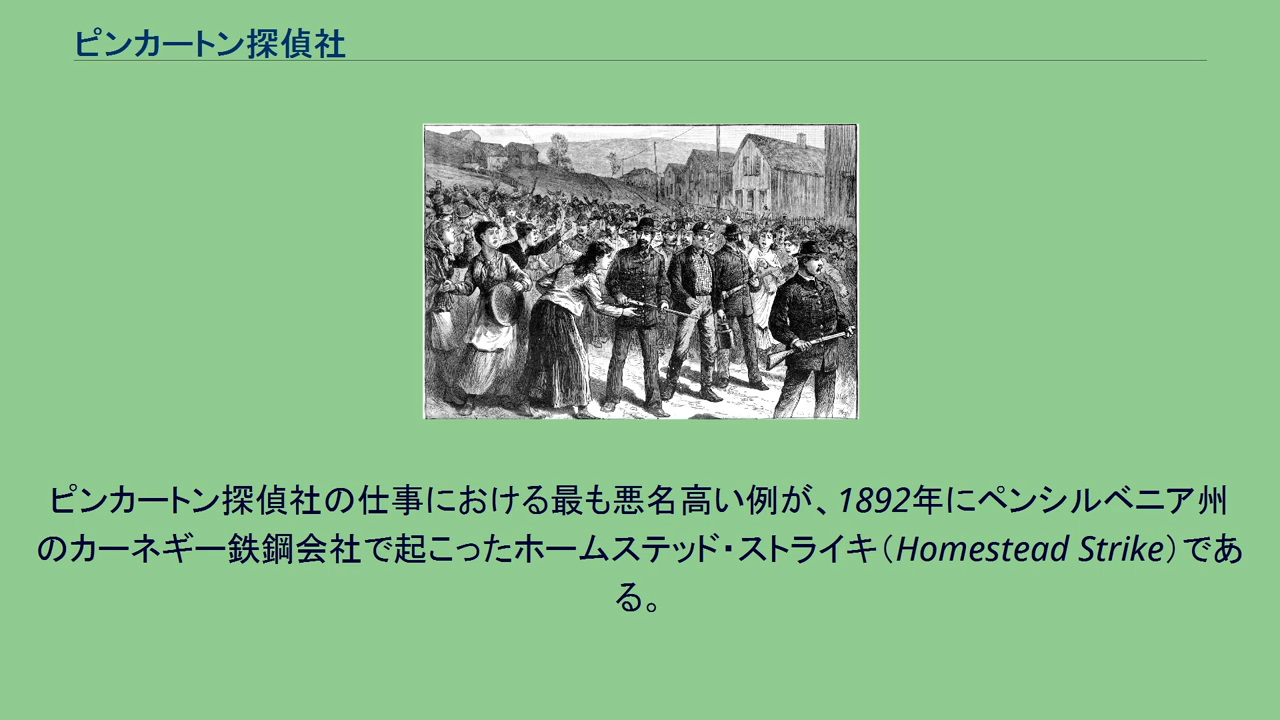 ピンカートン探偵社
ピンカートン探偵社の仕事における最も悪名高い例が、1892年にペンシルベニア州
のカーネギー鉄鋼会社で起こったホームステッド・ストライキ（Homestead Strike）であ
る。